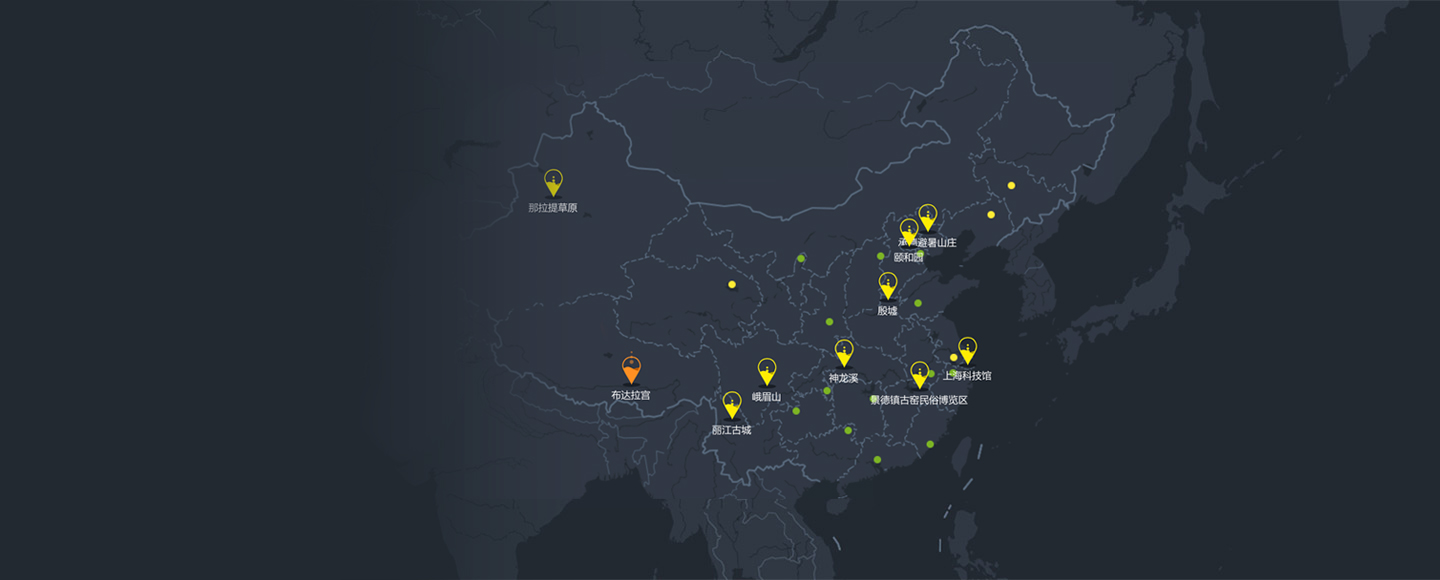 那拉提草原
承德避暑山庄
颐和园
殷墟
上海科技馆
神龙溪
布达拉宫
峨眉山
景德镇古窑民俗博览区
丽江古城